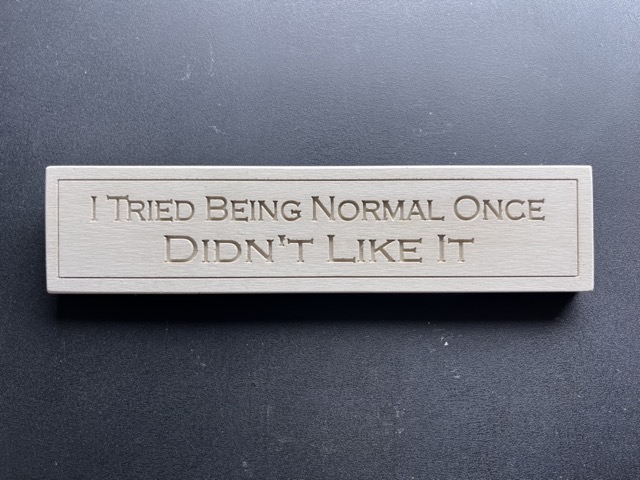 I Tried Being Normal Once
Didn't Like It